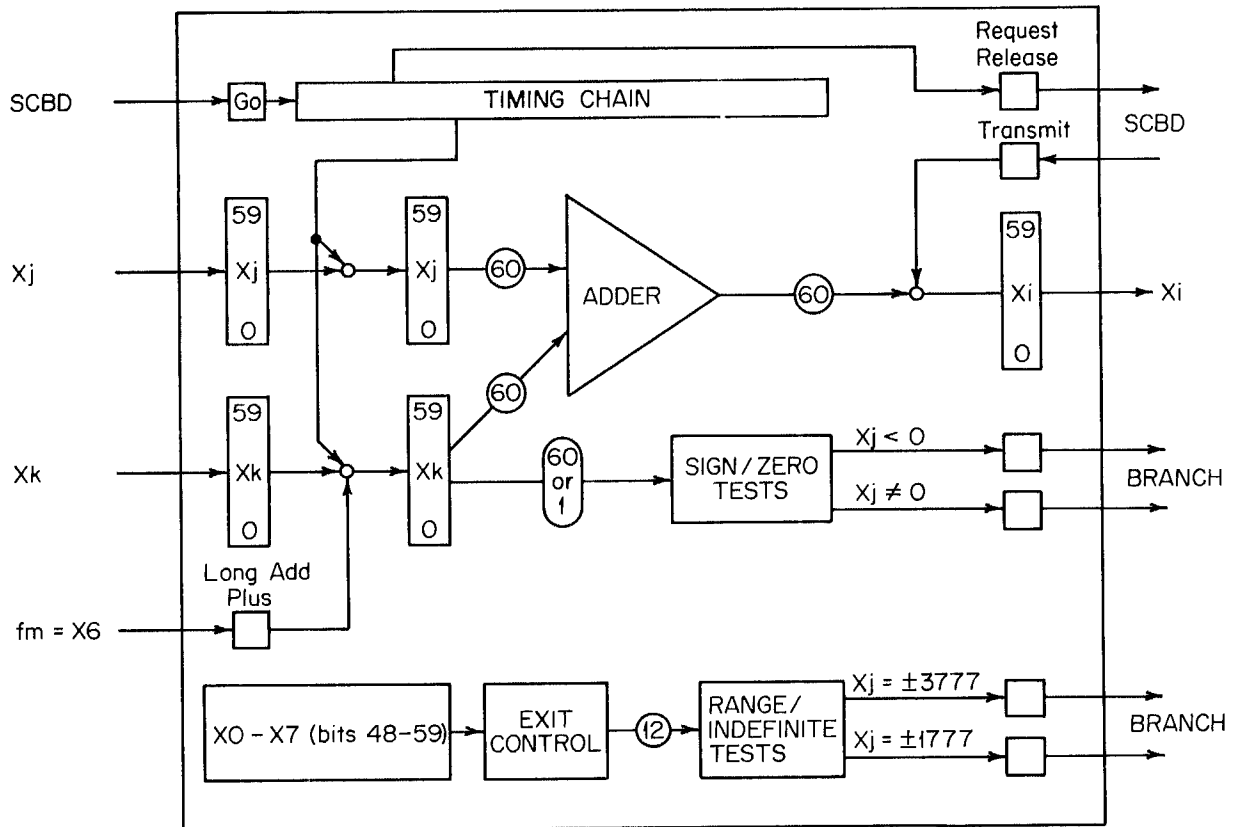 Request
Release
SCBD
Go
TIMING CHAIN
SCBD
Transmit
59
Xj
0
59
Xj
0
60
Xj
ADDER
60
59
Xi
0
Xi
60
59
Xk
0
59
Xk
0
Xk
60
or
1
SIGN/ZERO
TESTS
Xj < 0
Xj ≠ 0
BRANCH
Long Add
Plus
fm = X6
X0 – X7 (bits 48–59)
EXIT
CONTROL
12
RANGE/
INDEFINITE
TESTS
Xj = ±3777
Xj = ±1777
BRANCH